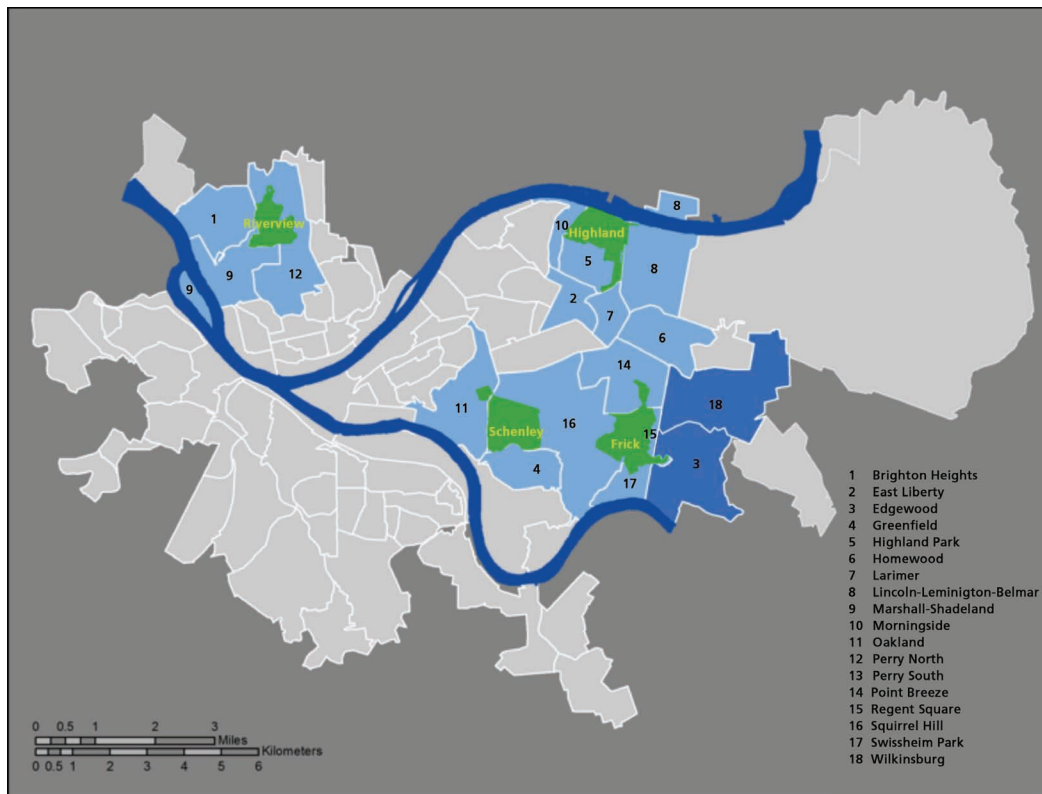 1
Riverview
9
12
9
8
10
Highland
5
8
2
7
6
14
11
18
Schenley
16
15
Frick
4
3
17
1 Brighton Heights
2 East Liberty
3 Edgewood
4 Greenfield
5 Highland Park
6 Homewood
7 Larimer
8 Lincoln-Leminigton-Belmar
9 Marshall-Shadeland
10 Morningside
11 Oakland
12 Perry North
13 Perry South
14 Point Breeze
15 Regent Square
16 Squirrel Hill
17 Swissheim Park
18 Wilkinsburg
0 0.5 1 2 3
Miles
Kilometers
0 0.5 1 2 3 4 5 6